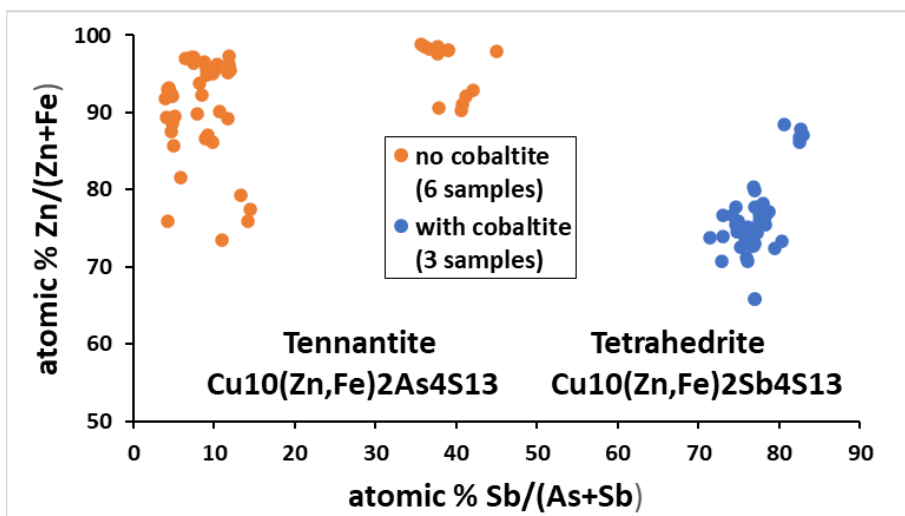 100
90
80
70
60
50
atomic % Zn/(Zn+Fe)
no cobaltite
(6 samples)
with cobaltite
(3 samples)
Tennantite
Cu10(Zn,Fe)2As4S13
Tetrahedrite
Cu10(Zn,Fe)2Sb4S13
0 10 20 30 40 50 60 70 80 90
atomic % Sb/(As+Sb)